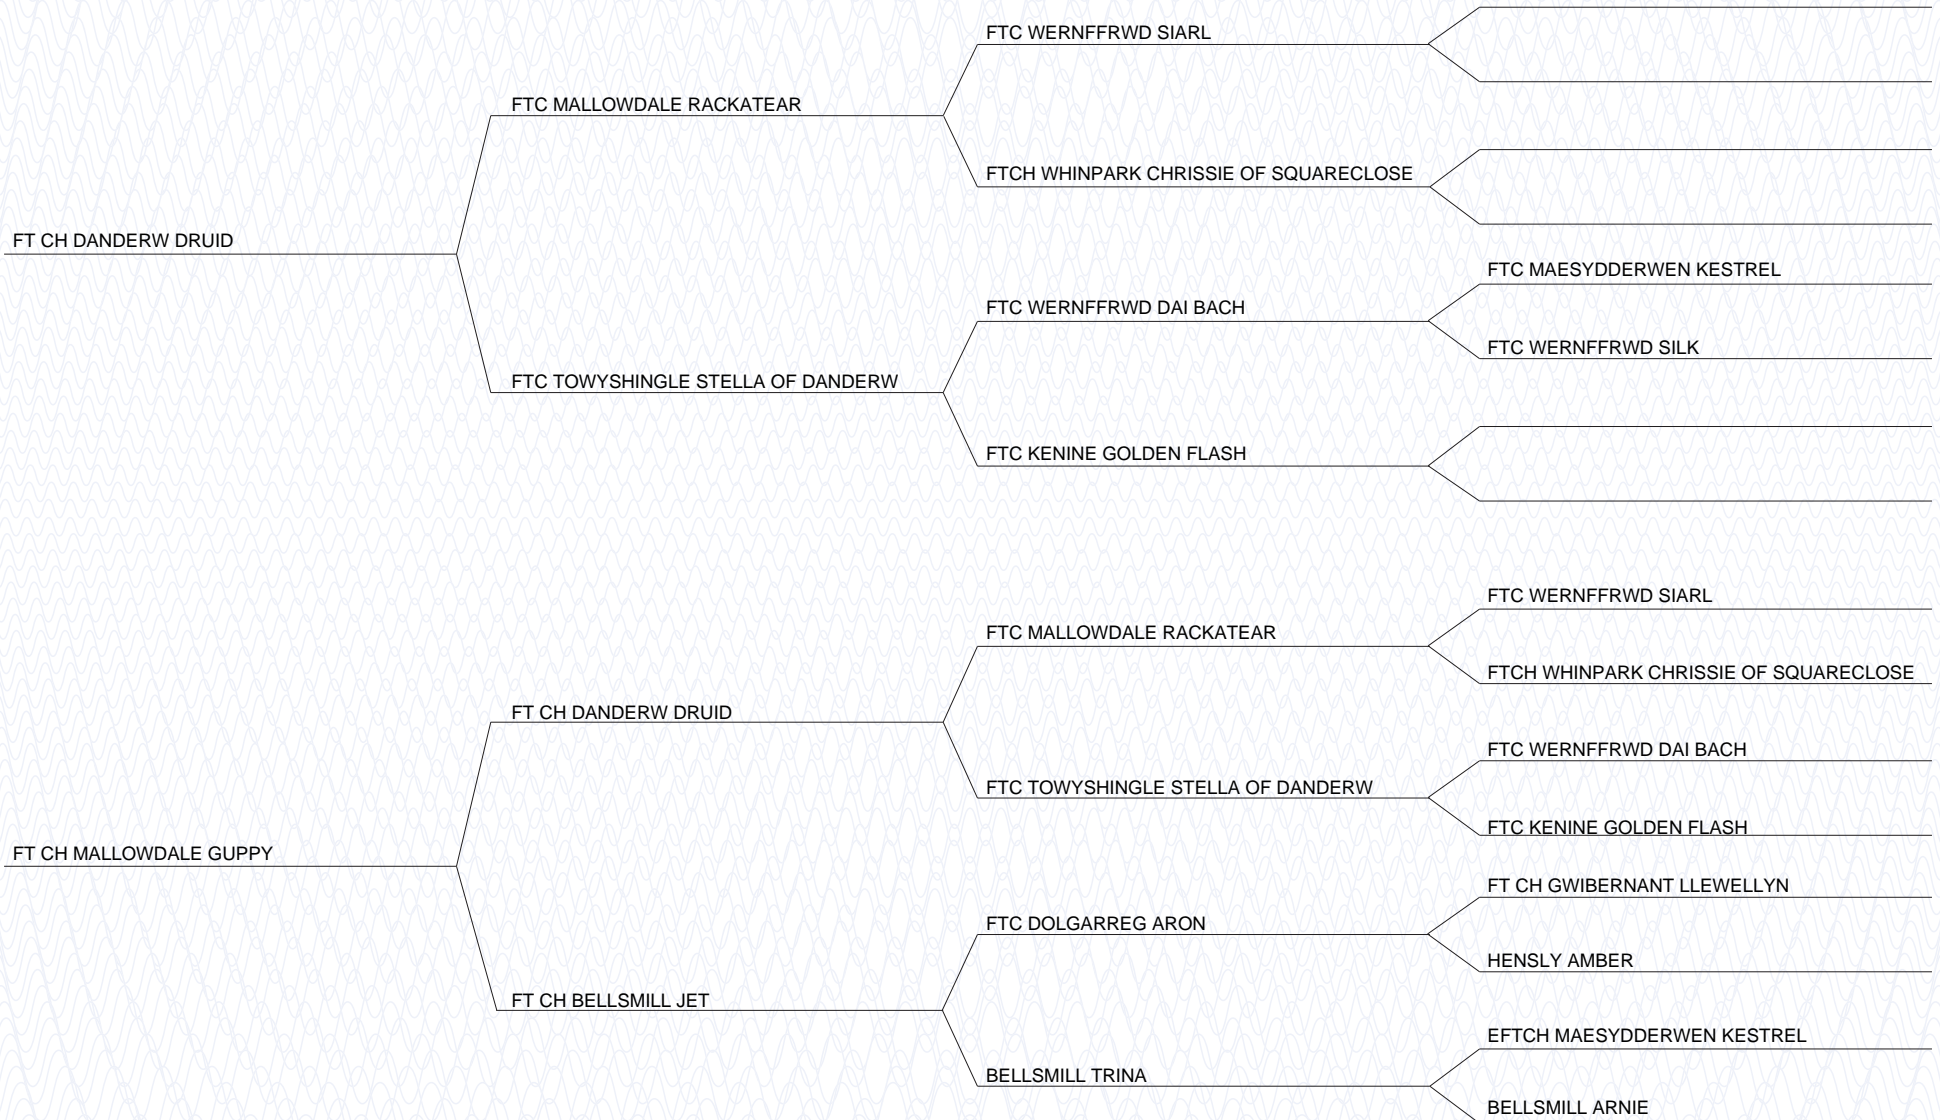 FTC WERNFFRWD SIARL
FTC MALLOWDALE RACKATEAR
FTCH WHINPARK CHRISSIE OF SQUARECLOSE
FT CH DANDERW DRUID
FTC MAESYDDERWEN KESTREL
FTC WERNFFRWD DAI BACH
FTC WERNFFRWD SILK
FTC TOWYSHINGLE STELLA OF DANDERW
FTC KENINE GOLDEN FLASH
FTC WERNFFRWD SIARL
FTC MALLOWDALE RACKATEAR
FTCH WHINPARK CHRISSIE OF SQUARECLOSE
FT CH DANDERW DRUID
FTC WERNFFRWD DAI BACH
FTC TOWYSHINGLE STELLA OF DANDERW
FTC KENINE GOLDEN FLASH
FT CH MALLOWDALE GUPPY
FT CH GWIBERNANT LLEWELLYN
FTC DOLGARREG ARON
HENSLY AMBER
FT CH BELLSMILL JET
EFTCH MAESYDDERWEN KESTREL
BELLSMILL TRINA
BELLSMILL ARNIE